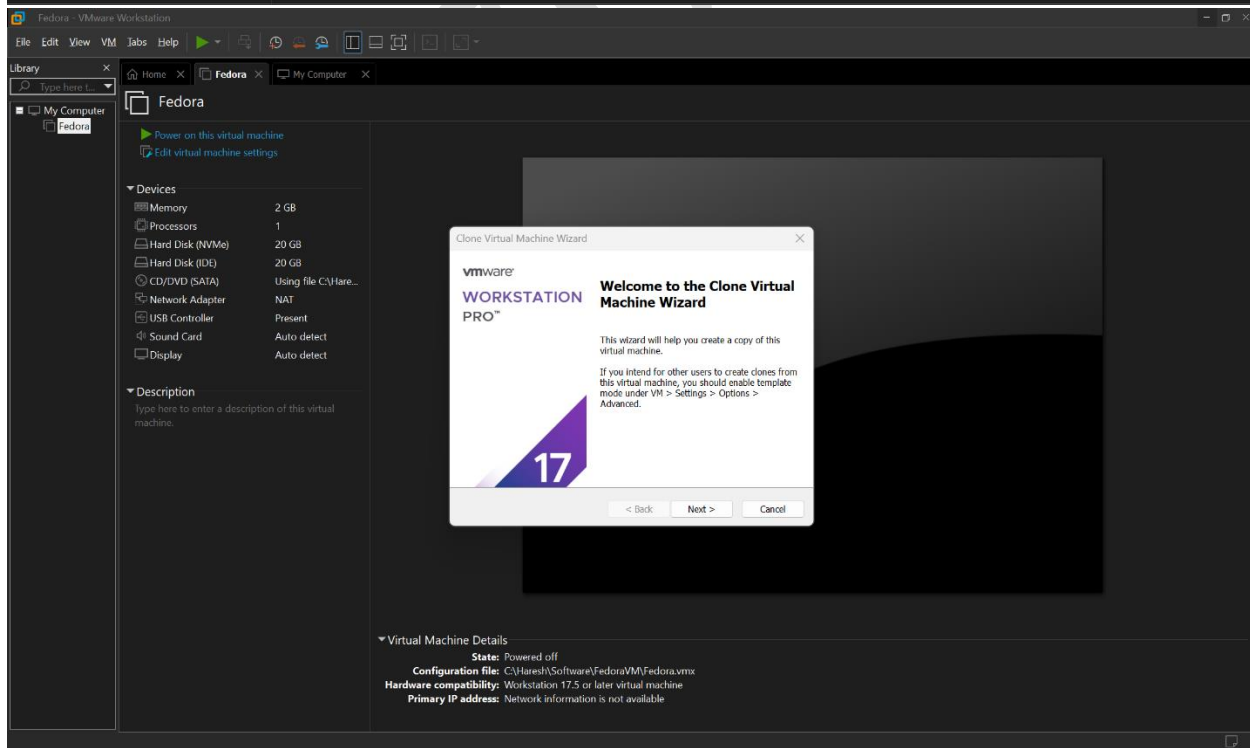 Fedora - VMware Workstation
File Edit View VM Tabs Help
Library
Type here t...
My Computer
Fedora
Home
Fedora
My Computer
Fedora
Power on this virtual machine
Edit virtual machine settings
Devices
Memory 2 GB
Processors 1
Hard Disk (NVMe) 20 GB
Hard Disk (IDE) 20 GB
CD/DVD (SATA) Using file C:\Hare...
Network Adapter NAT
USB Controller Present
Sound Card Auto detect
Display Auto detect
Description
Type here to enter a description of this virtual
machine.
Clone Virtual Machine Wizard
vmware
WORKSTATION
PRO™
17
Welcome to the Clone Virtual
Machine Wizard
This wizard will help you create a copy of this
virtual machine.
If you intend for other users to create clones from
this virtual machine, you should enable template
mode under VM > Settings > Options >
Advanced.
< Back Next > Cancel
Virtual Machine Details
State: Powered off
Configuration file: C:\Haresh\Software\FedoraVM\Fedora.vmx
Hardware compatibility: Workstation 17.5 or later virtual machine
Primary IP address: Network information is not available